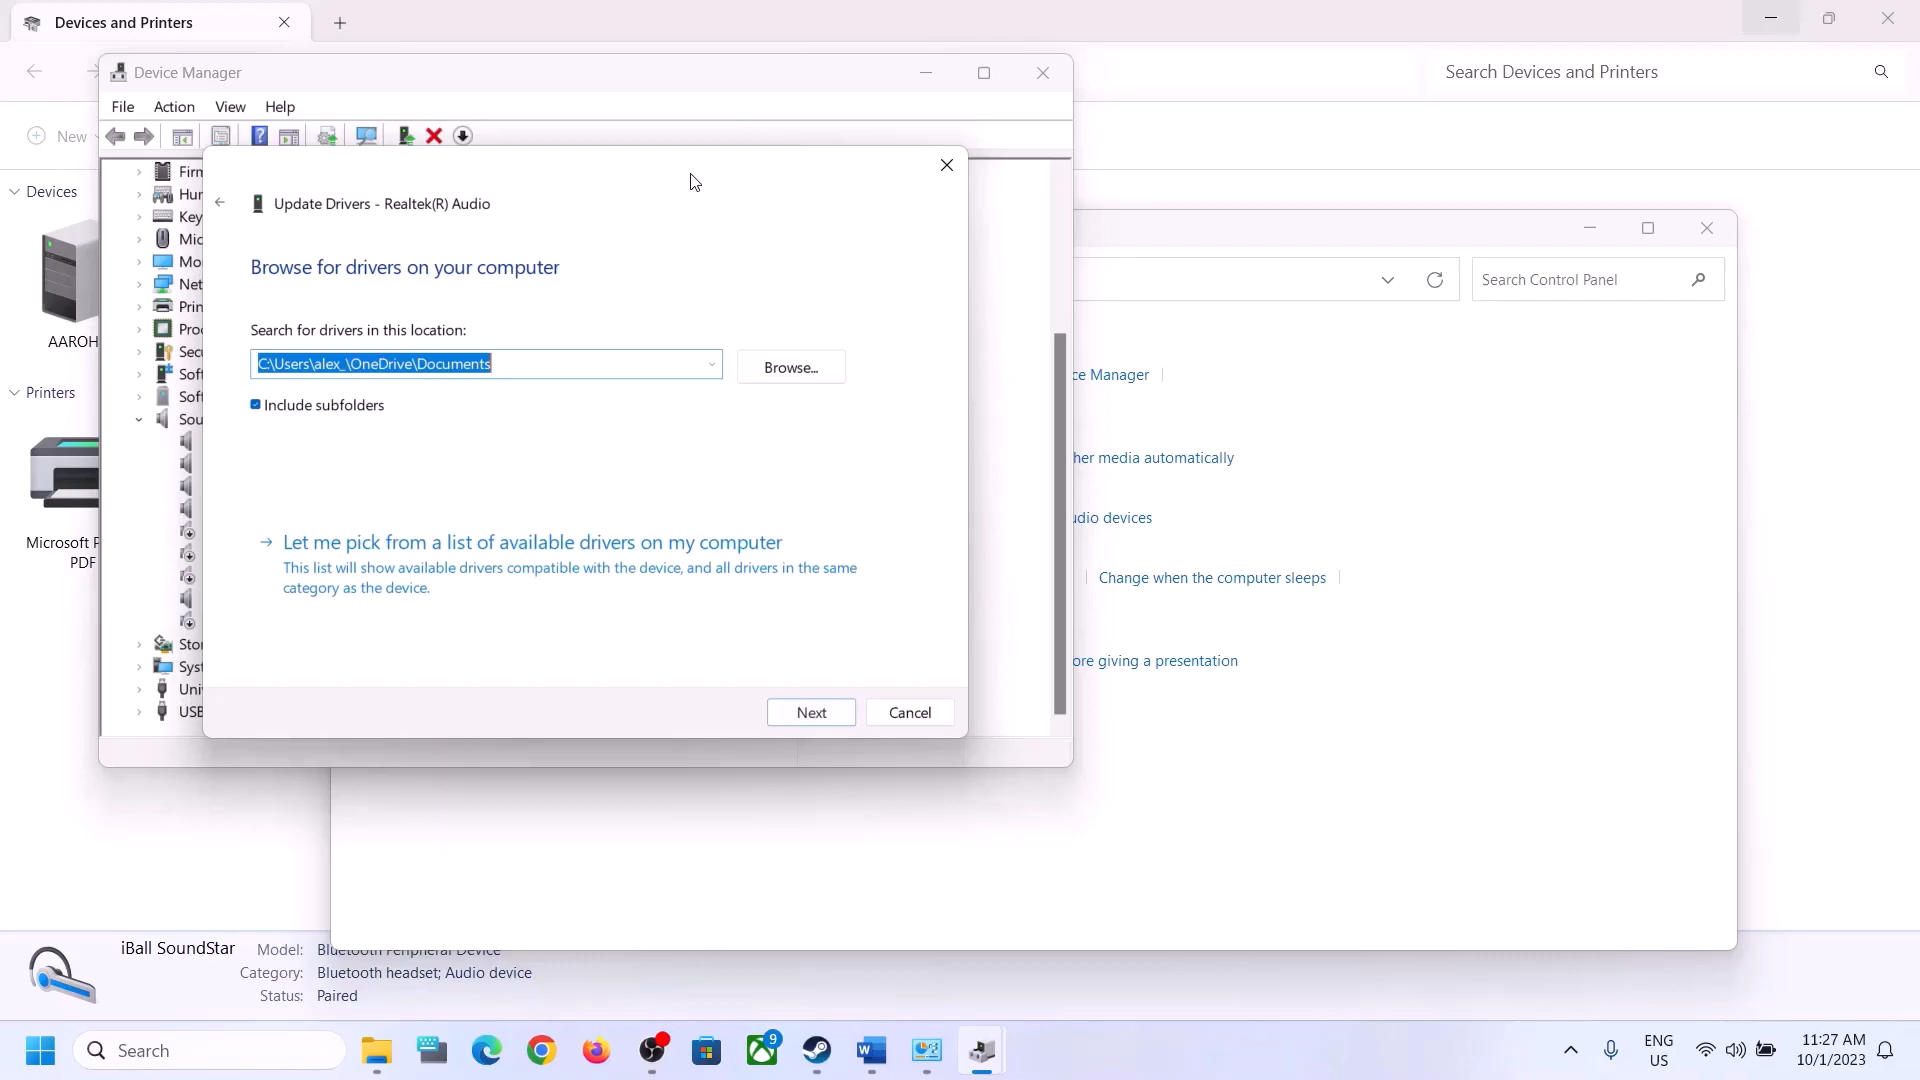 Devices and Printers
Device Manager
Search Devices and Printers
File Action View Help
New
Firm
Devices
Hun
Key
Update Drivers - Realtek(R) Audio
Mic
Mo
Browse for drivers on your computer
Net
Search Control Panel
Prin
Proc
Search for drivers in this location:
AAROH
Secu
C:\Users\alex_\OneDrive\Documents
Browse...
Soft
ce Manager
Printers
Soft
Include subfolders
Sou
her media automatically
udio devices
Microsoft P
PDF
Let me pick from a list of available drivers on my computer
This list will show available drivers compatible with the device, and all drivers in the same
category as the device.
Change when the computer sleeps
Stor
Syst
ore giving a presentation
Univ
USB
Next
Cancel
iBall SoundStar
Model: Bluetooth Peripheral Device
Category: Bluetooth headset; Audio device
Status: Paired
Search
9
ENG
US
11:27 AM
10/1/2023